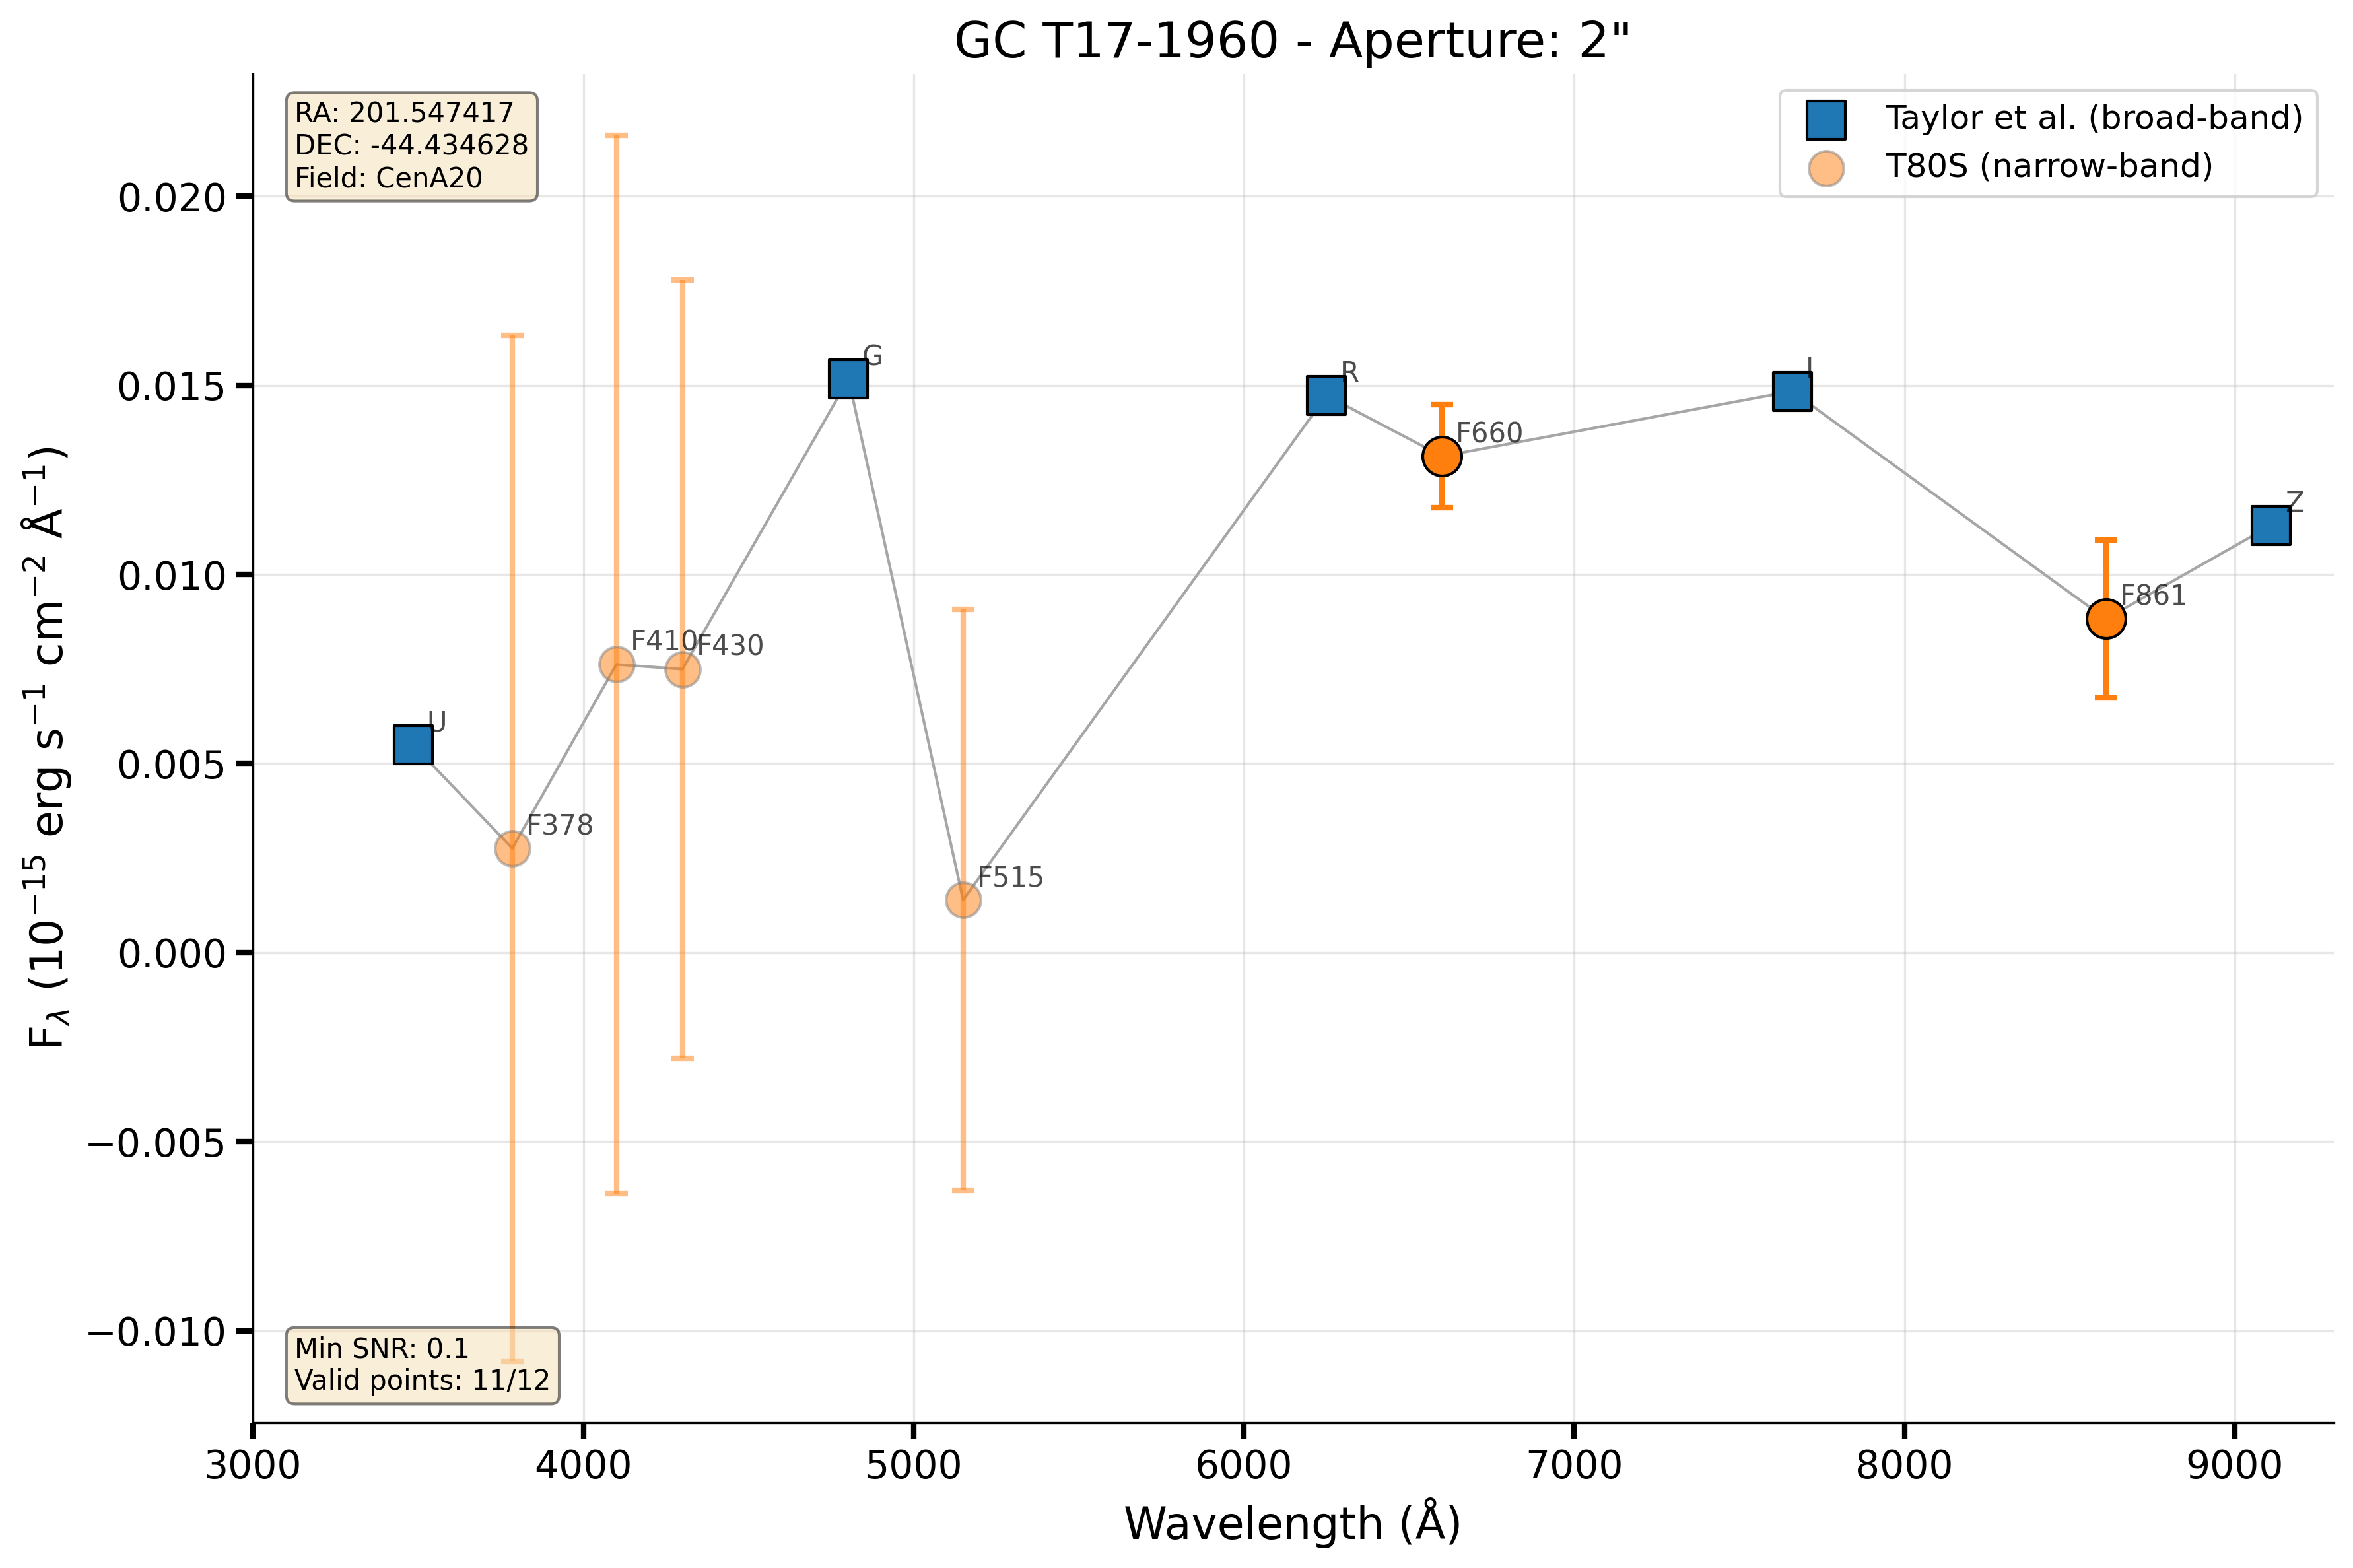 GC T17-1960 - Aperture: 2"
RA: 201.547417
DEC: -44.434628
Field: CenA20
Taylor et al. (broad-band)
T80S (narrow-band)
F_λ (10^−15 erg s^−1 cm^−2 Å^−1)
0.020
0.015
0.010
0.005
0.000
−0.005
−0.010
U
F378
F410
F430
G
F515
R
F660
I
F861
Z
Min SNR: 0.1
Valid points: 11/12
3000 4000 5000 6000 7000 8000 9000
Wavelength (Å)